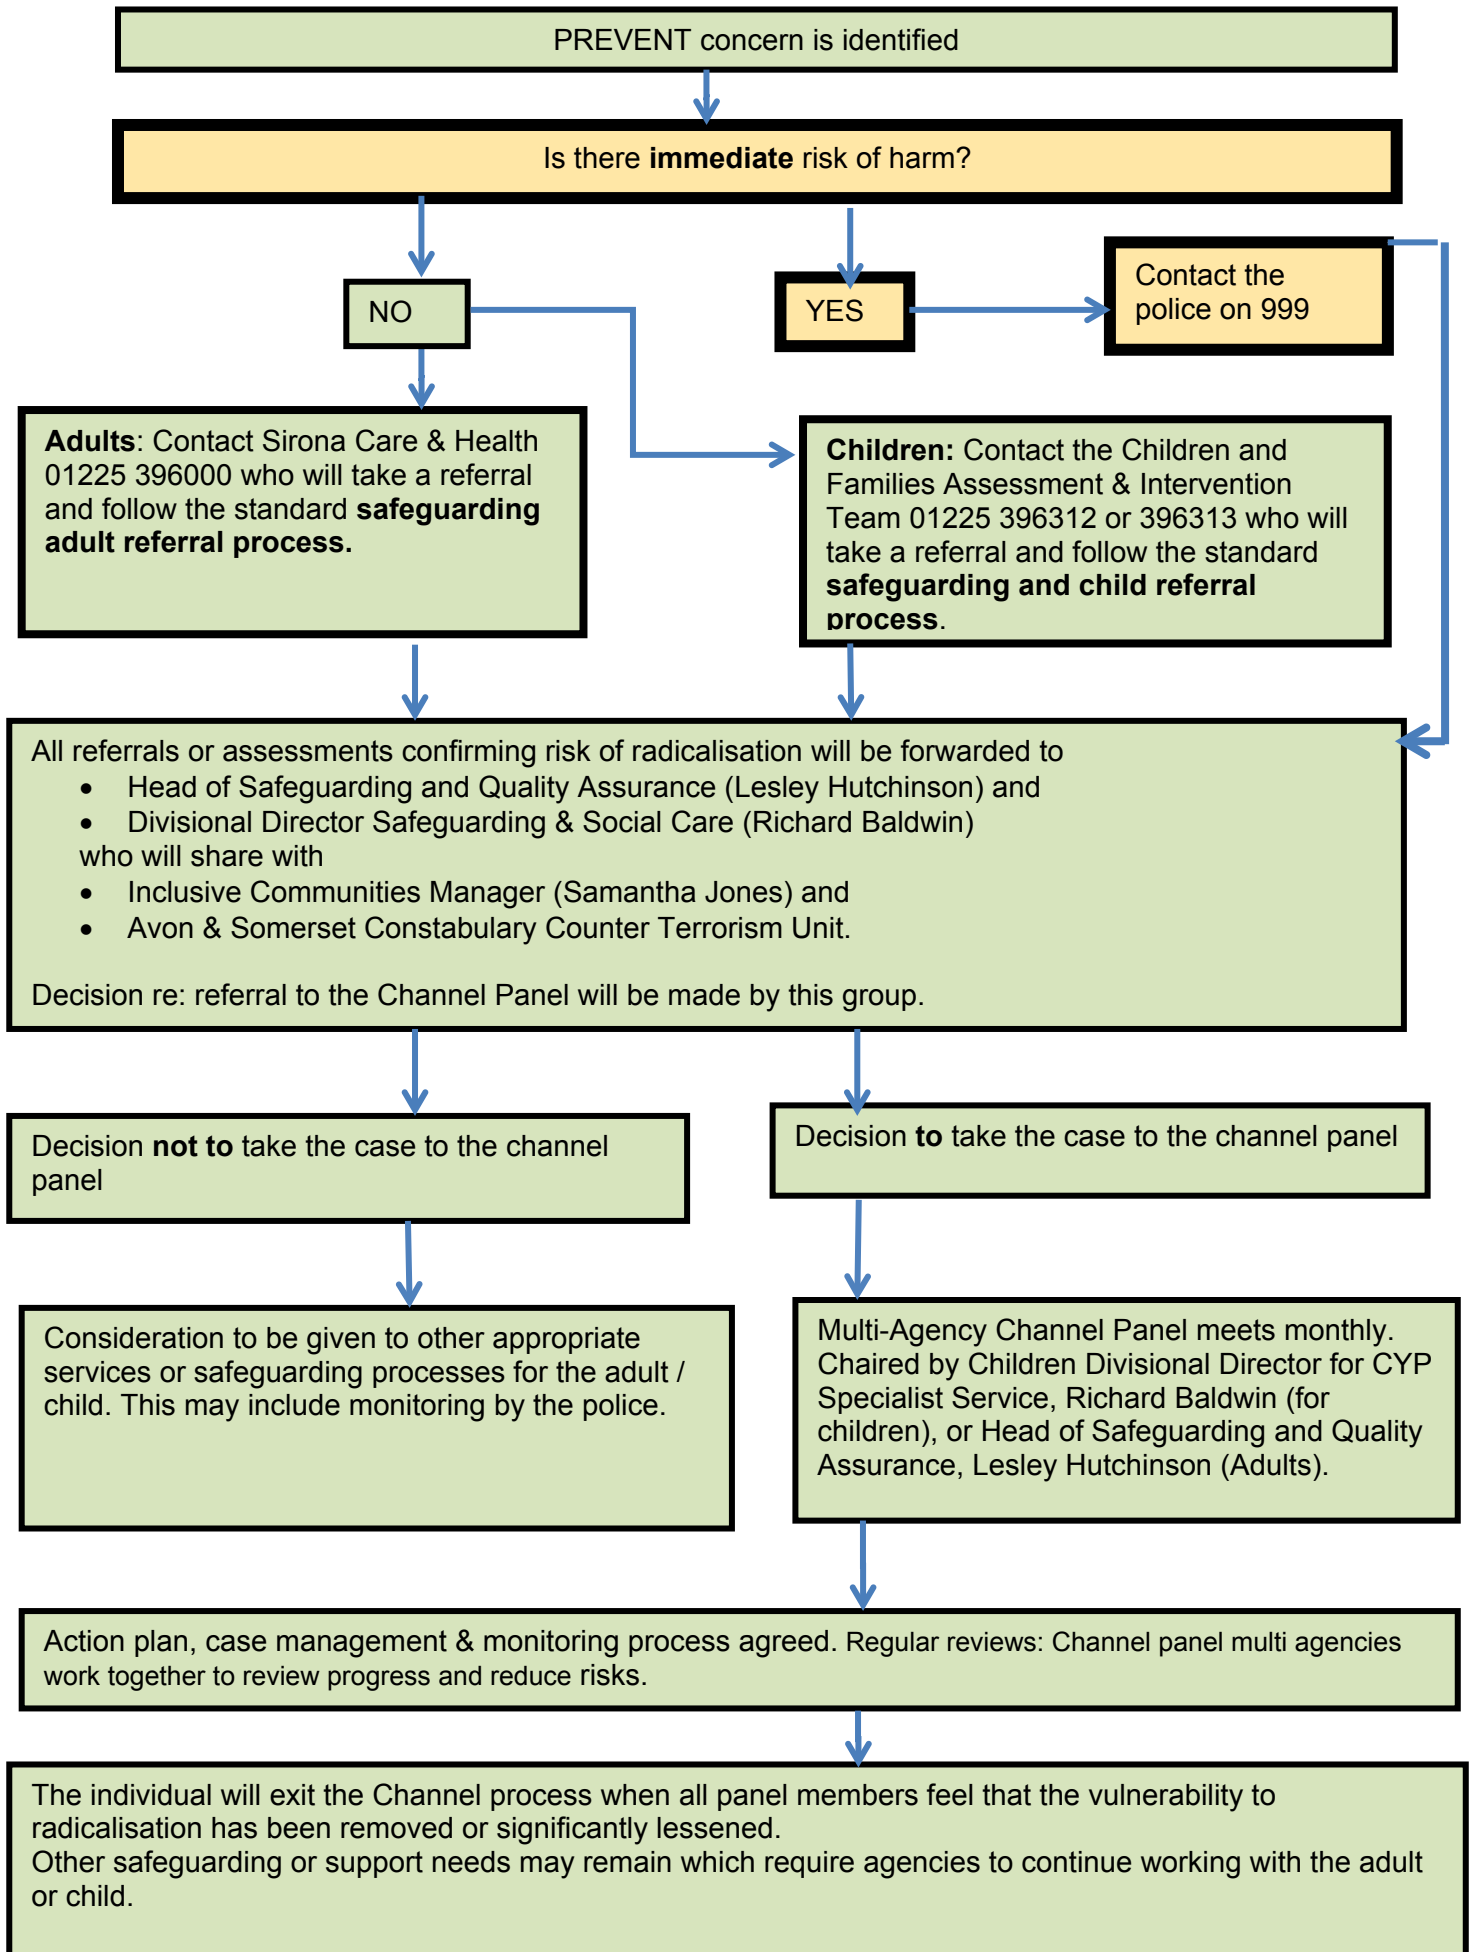 PREVENT concern is identified
Is there immediate risk of harm?
NO
YES
Contact the
police on 999
Adults: Contact Sirona Care & Health
01225 396000 who will take a referral
and follow the standard safeguarding
adult referral process.
Children: Contact the Children and
Families Assessment & Intervention
Team 01225 396312 or 396313 who will
take a referral and follow the standard
safeguarding and child referral
process.
All referrals or assessments confirming risk of radicalisation will be forwarded to
• Head of Safeguarding and Quality Assurance (Lesley Hutchinson) and
• Divisional Director Safeguarding & Social Care (Richard Baldwin)
who will share with
• Inclusive Communities Manager (Samantha Jones) and
• Avon & Somerset Constabulary Counter Terrorism Unit.
Decision re: referral to the Channel Panel will be made by this group.
Decision not to take the case to the channel
panel
Decision to take the case to the channel panel
Consideration to be given to other appropriate
services or safeguarding processes for the adult /
child. This may include monitoring by the police.
Multi-Agency Channel Panel meets monthly.
Chaired by Children Divisional Director for CYP
Specialist Service, Richard Baldwin (for
children), or Head of Safeguarding and Quality
Assurance, Lesley Hutchinson (Adults).
Action plan, case management & monitoring process agreed. Regular reviews: Channel panel multi agencies
work together to review progress and reduce risks.
The individual will exit the Channel process when all panel members feel that the vulnerability to
radicalisation has been removed or significantly lessened.
Other safeguarding or support needs may remain which require agencies to continue working with the adult
or child.